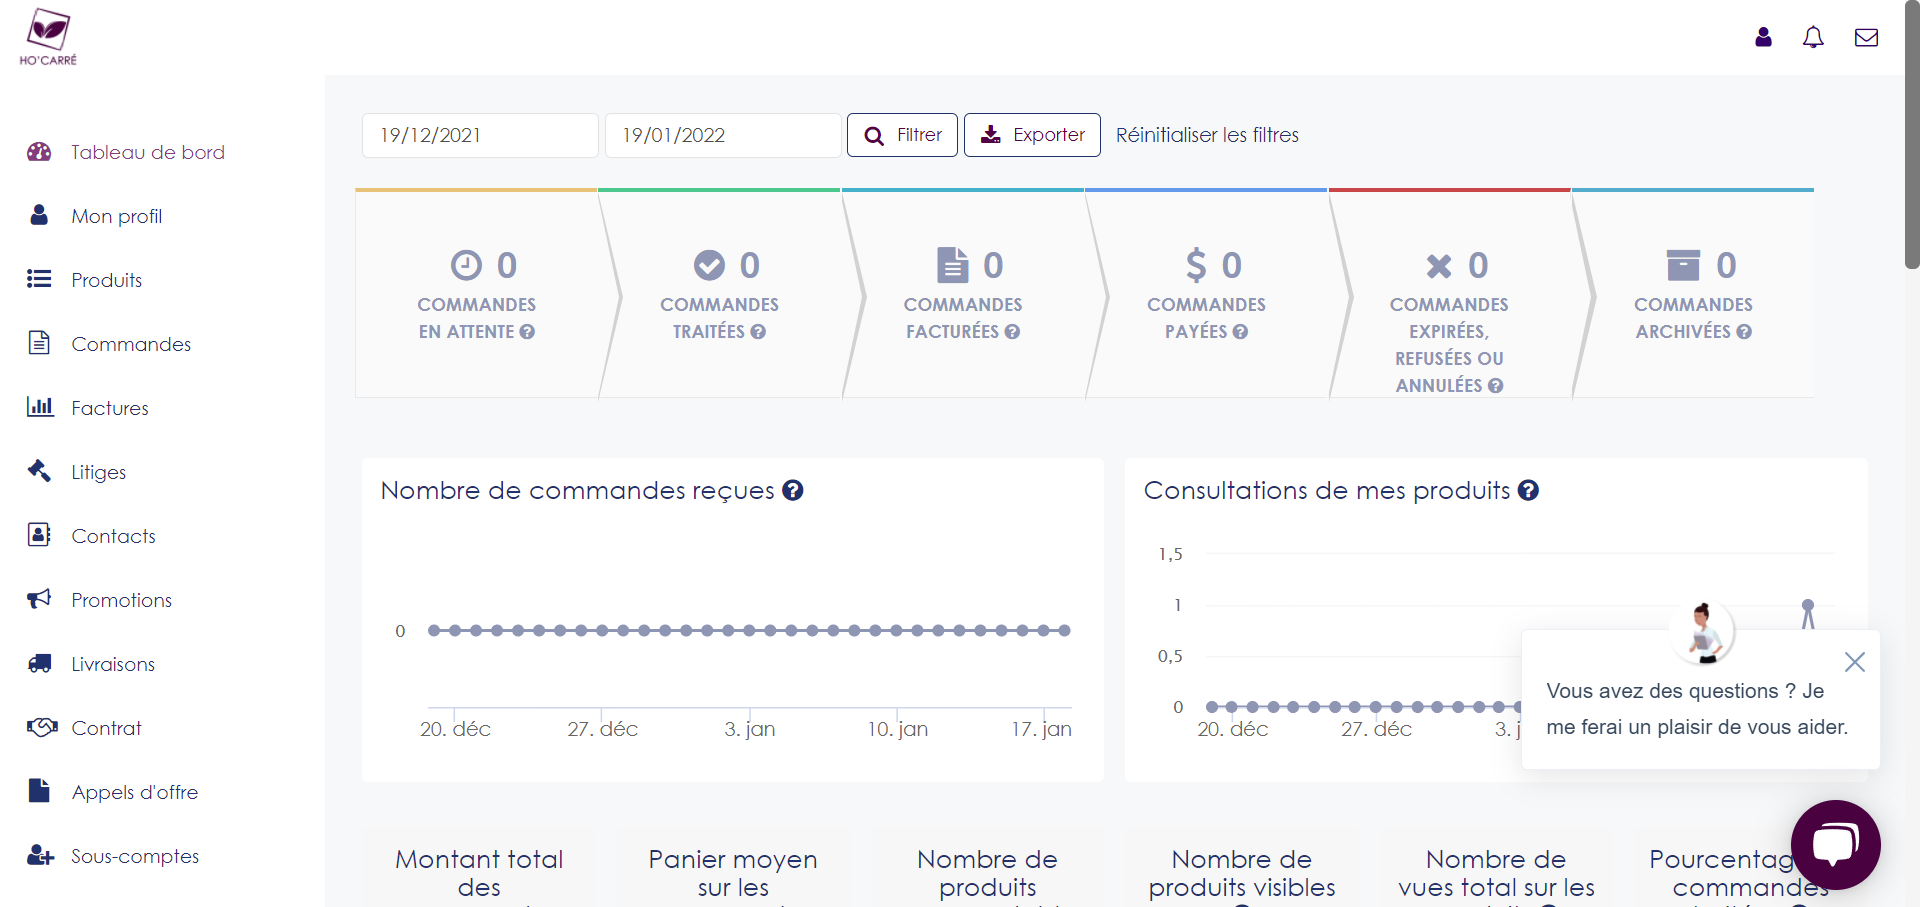 HO'CARRÉ
Tableau de bord
Mon profil
Produits
Commandes
Factures
Litiges
Contacts
Promotions
Livraisons
Contrat
Appels d'offre
Sous-comptes
19/12/2021
19/01/2022
Filtrer
Exporter
Réinitialiser les filtres
0
COMMANDES
EN ATTENTE
0
COMMANDES
TRAITÉES
0
COMMANDES
FACTURÉES
0
COMMANDES
PAYÉES
0
COMMANDES
EXPIRÉES,
REFUSÉES OU
ANNULÉES
0
COMMANDES
ARCHIVÉES
Nombre de commandes reçues
0
20. déc
27. déc
3. jan
10. jan
17. jan
Consultations de mes produits
1,5
1
0,5
0
20. déc
27. déc
3. j
Vous avez des questions ? Je
me ferai un plaisir de vous aider.
Montant total
des
Panier moyen
sur les
Nombre de
produits
Nombre de
produits visibles
Nombre de
vues total sur les
Pourcentag
commandes